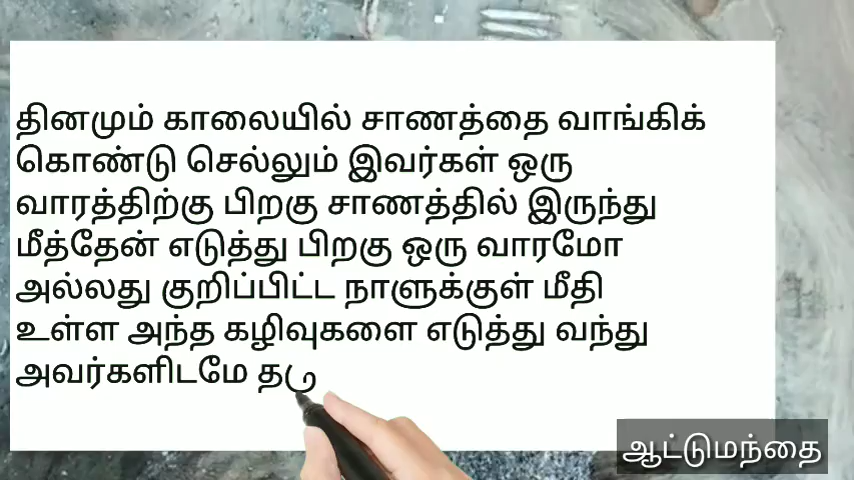 தினமும் காலையில் சாணத்தை வாங்கிக்
கொண்டு செல்லும் இவர்கள் ஒரு
வாரத்திற்கு பிறகு சாணத்தில் இருந்து
மீத்தேன் எடுத்து பிறகு ஒரு வாரமோ
அல்லது குறிப்பிட்ட நாளுக்குள் மீதி
உள்ள அந்த கழிவுகளை எடுத்து வந்து
அவர்களிடமே
ஆட்டுமந்தை